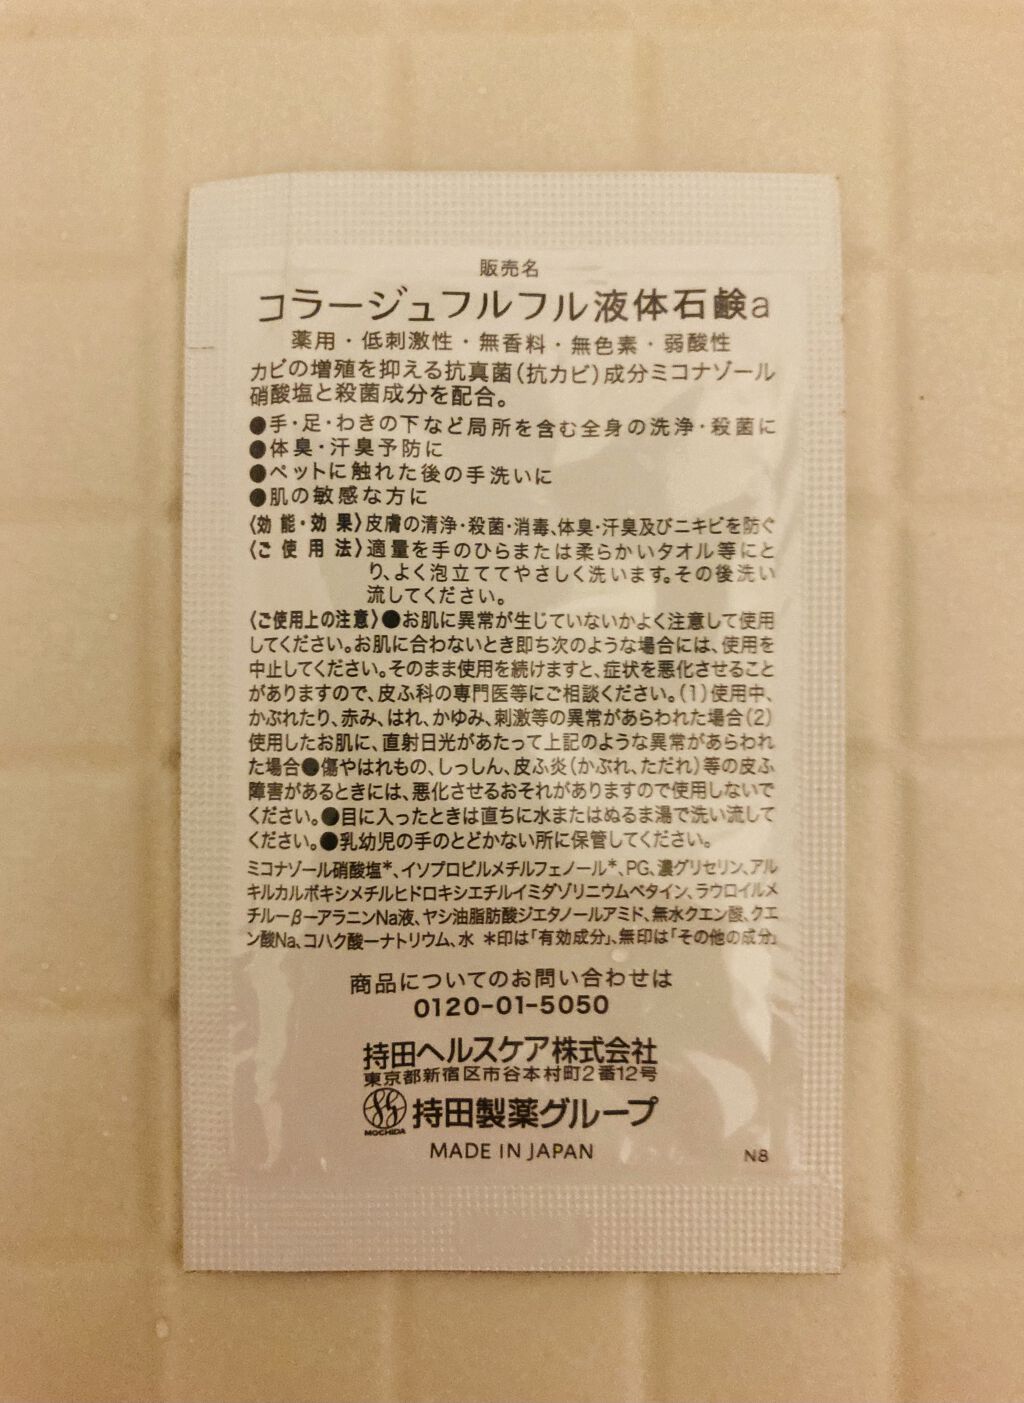 販売名
コラージュフルフル液体石鹸a
薬用・低刺激性・無香料・無色素・弱酸性
カビの増殖を抑える抗真菌(抗カビ)成分ミコナゾール
硝酸塩と殺菌成分を配合。
●手・足・わきの下など局所を含む全身の洗浄・殺菌に
●体臭・汗臭予防に
●ペットに触れた後の手洗いに
●肌の敏感な方に
〈効能・効果〉皮膚の清浄・殺菌・消毒、体臭・汗臭及びニキビを防ぐ
〈ご使用法〉適量を手のひらまたは柔らかいタオル等にと
り、よく泡立ててやさしく洗います。その後洗い
流してください。
〈ご使用上の注意〉●お肌に異常が生じていないかよく注意して使用
してください。お肌に合わないとき即ち次のような場合には、使用を
中止してください。そのまま使用を続けますと、症状を悪化させること
がありますので、皮ふ科の専門医等にご相談ください。(1)使用中、
かぶれたり、赤み、はれ、かゆみ、刺激等の異常があらわれた場合(2)
使用したお肌に、直射日光があたって上記のような異常があらわれ
た場合●傷やはれもの、しっしん、皮ふ炎(かぶれ、ただれ)等の皮ふ
障害があるときには、悪化させるおそれがありますので使用しないで
ください。●目に入ったときは直ちに水またはぬるま湯で洗い流して
ください。●乳幼児の手のとどかない所に保管してください。
ミコナゾール硝酸塩*、イソプロピルメチルフェノール*、PG、濃グリセリン、アル
キルカルボキシメチルヒドロキシエチルイミダゾリニウムベタイン、ラウロイルメ
チル-β-アラニンNa液、ヤシ油脂肪酸ジエタノールアミド、無水クエン酸、クエ
ン酸Na、コハク酸一ナトリウム、水 *印は「有効成分」、無印は「その他の成分」
商品についてのお問い合わせは
0120-01-5050
持田ヘルスケア株式会社
東京都新宿区市谷本村町2番12号
MOCHIDA 持田製薬グループ
MADE IN JAPAN
N8